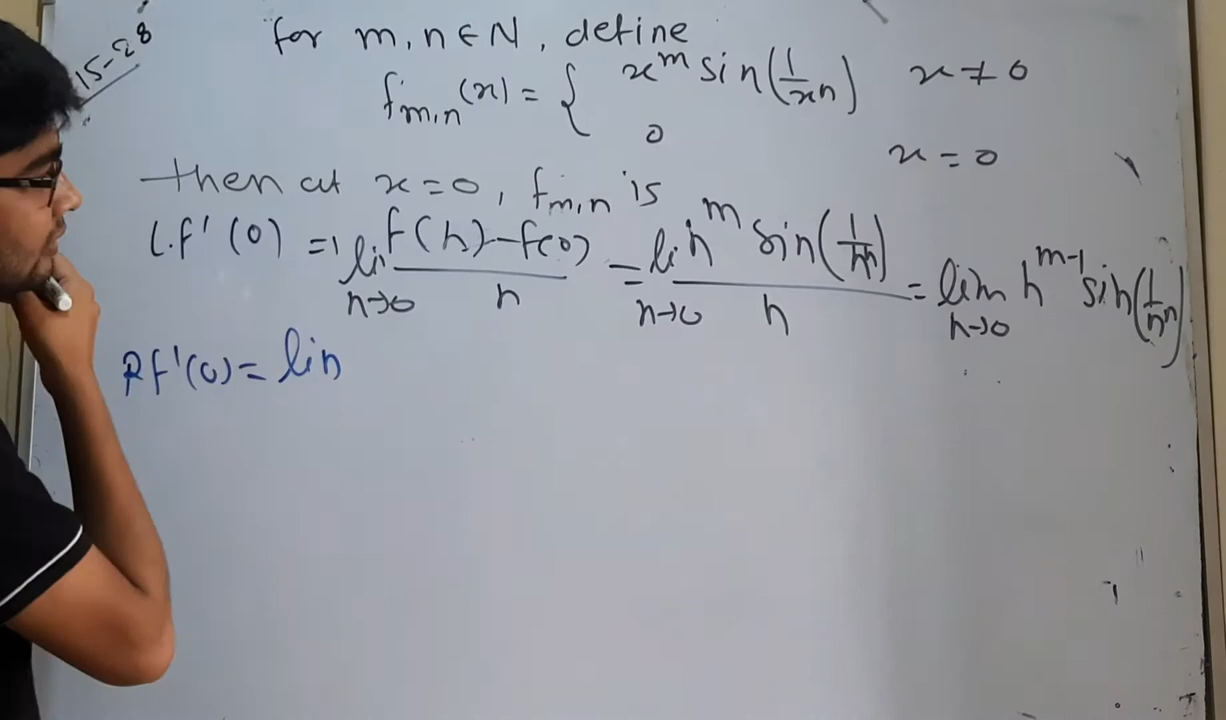 15-28
for m,n ∈ N, define
f_{m,n}(x) = { x^m sin(1/x^n) x ≠ 0
0 x = 0
then at x=0, f_{m,n} is
L.f'(0) = lim_{h→0} f(h)-f(0)/h = li_{h→0} h^m sin(1/h^n)/h = lim_{h→0} h^{m-1} sin(1/h^n)
Rf'(0) = lim